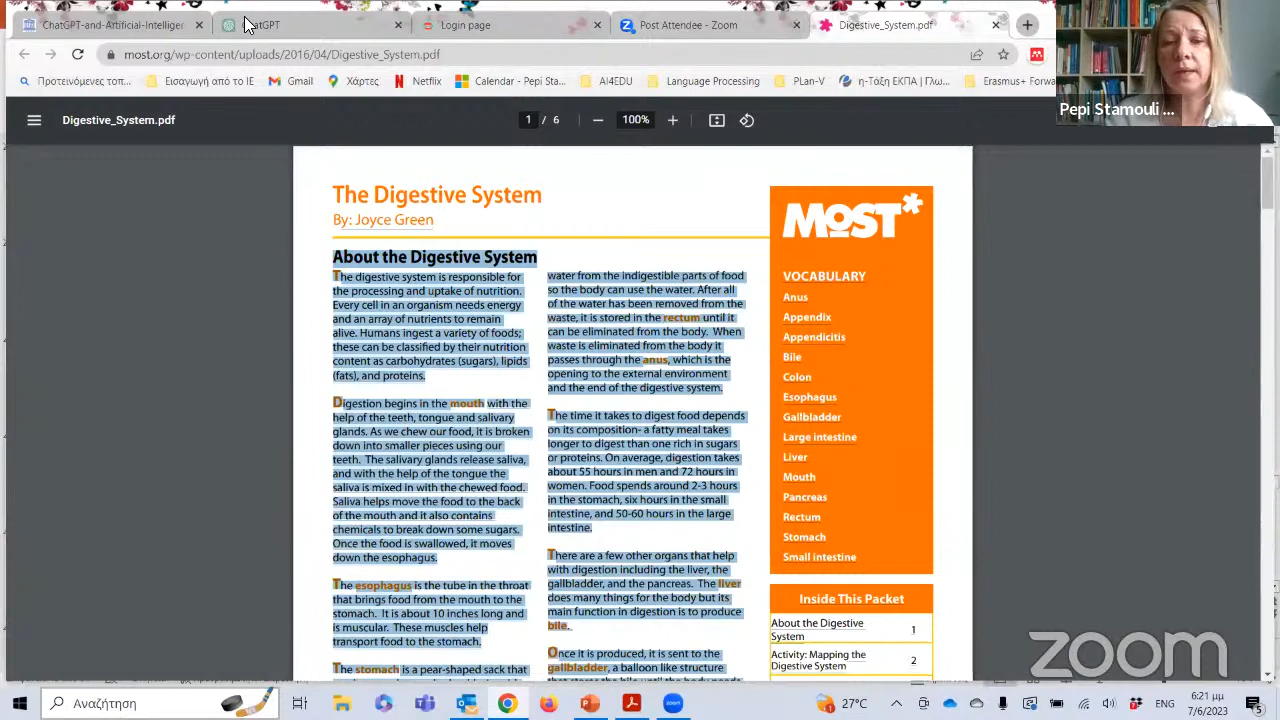 ChatGPT-and-Artificial-Intellige
GPT
Login page
Post Attendee - Zoom
Digestive_System.pdf
most.org/wp-content/uploads/2016/04/Digestive_System.pdf
Προτεινόμενες τοπ...
Εισαγωγή από το E
Gmail
Χάρτες
Netflix
Calendar - Pepi Sta...
AI4EDU
Language Processing
PLan-V
η-Τάξη ΕΚΠΑ | Γλω...
Erasmus+ Forwa
Pepi Stamouli ...
Digestive_System.pdf
1 / 6
100%
The Digestive System
By: Joyce Green
About the Digestive System
The digestive system is responsible for
the processing and uptake of nutrition.
Every cell in an organism needs energy
and an array of nutrients to remain
alive. Humans ingest a variety of foods;
these can be classified by their nutrition
content as carbohydrates (sugars), lipids
(fats), and proteins.
Digestion begins in the mouth with the
help of the teeth, tongue and salivary
glands. As we chew our food, it is broken
down into smaller pieces using our
teeth. The salivary glands release saliva,
and with the help of the tongue the
saliva is mixed in with the chewed food.
Saliva helps move the food to the back
of the mouth and it also contains
chemicals to break down some sugars.
Once the food is swallowed, it moves
down the esophagus.
The esophagus is the tube in the throat
that brings food from the mouth to the
stomach. It is about 10 inches long and
is muscular. These muscles help
transport food to the stomach.
The stomach is a pear-shaped sack that
water from the indigestible parts of food
so the body can use the water. After all
of the water has been removed from the
waste, it is stored in the rectum until it
can be eliminated from the body. When
waste is eliminated from the body it
passes through the anus, which is the
opening to the external environment
and the end of the digestive system.
The time it takes to digest food depends
on its composition- a fatty meal takes
longer to digest than one rich in sugars
or proteins. On average, digestion takes
about 55 hours in men and 72 hours in
women. Food spends around 2-3 hours
in the stomach, six hours in the small
intestine, and 50-60 hours in the large
intestine.
There are a few other organs that help
with digestion including the liver, the
gallbladder, and the pancreas. The liver
does many things for the body but its
main function in digestion is to produce
bile.
Once it is produced, it is sent to the
gallbladder, a balloon like structure
that stores the bile until the body needs
MOST*
VOCABULARY
Anus
Appendix
Appendicitis
Bile
Colon
Esophagus
Gallbladder
Large intestine
Liver
Mouth
Pancreas
Rectum
Stomach
Small intestine
Inside This Packet
About the Digestive
System
1
Activity: Mapping the
Digestive System
2
zoom
Αναζήτηση
27°C
ENG
6:21 μμ
7/6/2023
5